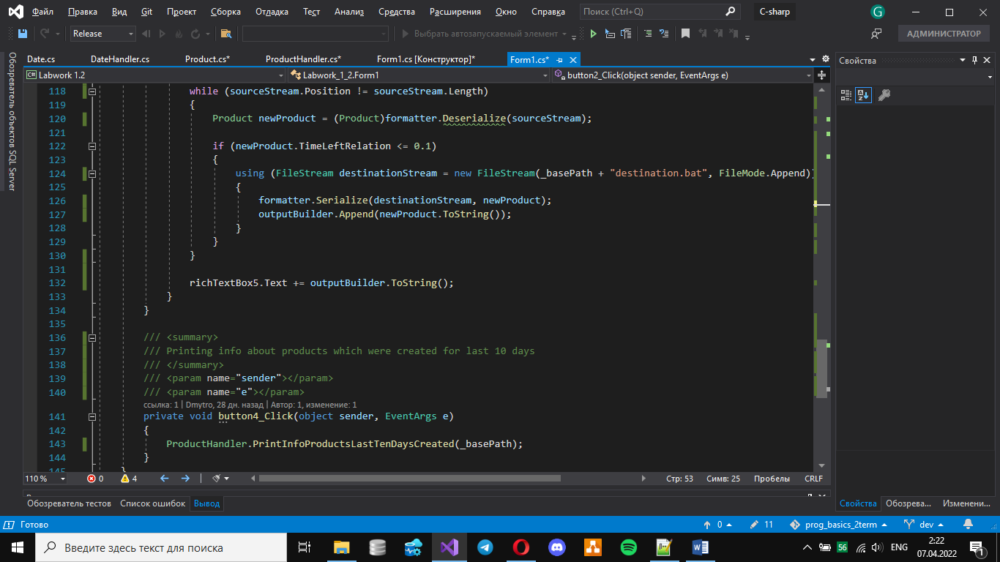 Файл Правка Вид Git Проект Сборка Отладка Тест Анализ Средства Расширения Окно Справка Поиск (Ctrl+Q) C-sharp G
Release Выбрать автозапускаемый элемент АДМИНИСТРАТОР
Обозреватель объектов SQL Server
Date.cs DateHandler.cs Product.cs* ProductHandler.cs* Form1.cs [Конструктор]* Form1.cs* Свойства
C# Labwork 1.2 Labwork_1_2.Form1 button2_Click(object sender, EventArgs e)
118 while (sourceStream.Position != sourceStream.Length)
119 {
120 Product newProduct = (Product)formatter.Deserialize(sourceStream);
121
122 if (newProduct.TimeLeftRelation <= 0.1)
123 {
124 using (FileStream destinationStream = new FileStream(_basePath + "destination.bat", FileMode.Append))
125 {
126 formatter.Serialize(destinationStream, newProduct);
127 outputBuilder.Append(newProduct.ToString());
128 }
129 }
130 }
131
132 richTextBox5.Text += outputBuilder.ToString();
133 }
134 }
135
136 /// <summary>
137 /// Printing info about products which were created for last 10 days
138 /// </summary>
139 /// <param name="sender"></param>
140 /// <param name="e"></param>
ссылка: 1 | Dmytro, 28 дн. назад | Автор: 1, изменение: 1
141 private void button4_Click(object sender, EventArgs e)
142 {
143 ProductHandler.PrintInfoProductsLastTenDaysCreated(_basePath);
144 }
145 }
110 % 0 4 Стр: 53 Симв: 25 Пробелы CRLF
Обозреватель тестов Список ошибок Вывод Свойства Обозрева... Изменени...
Готово 0 11 prog_basics_2term dev
Введите здесь текст для поиска 56 ENG 2:22
07.04.2022 1